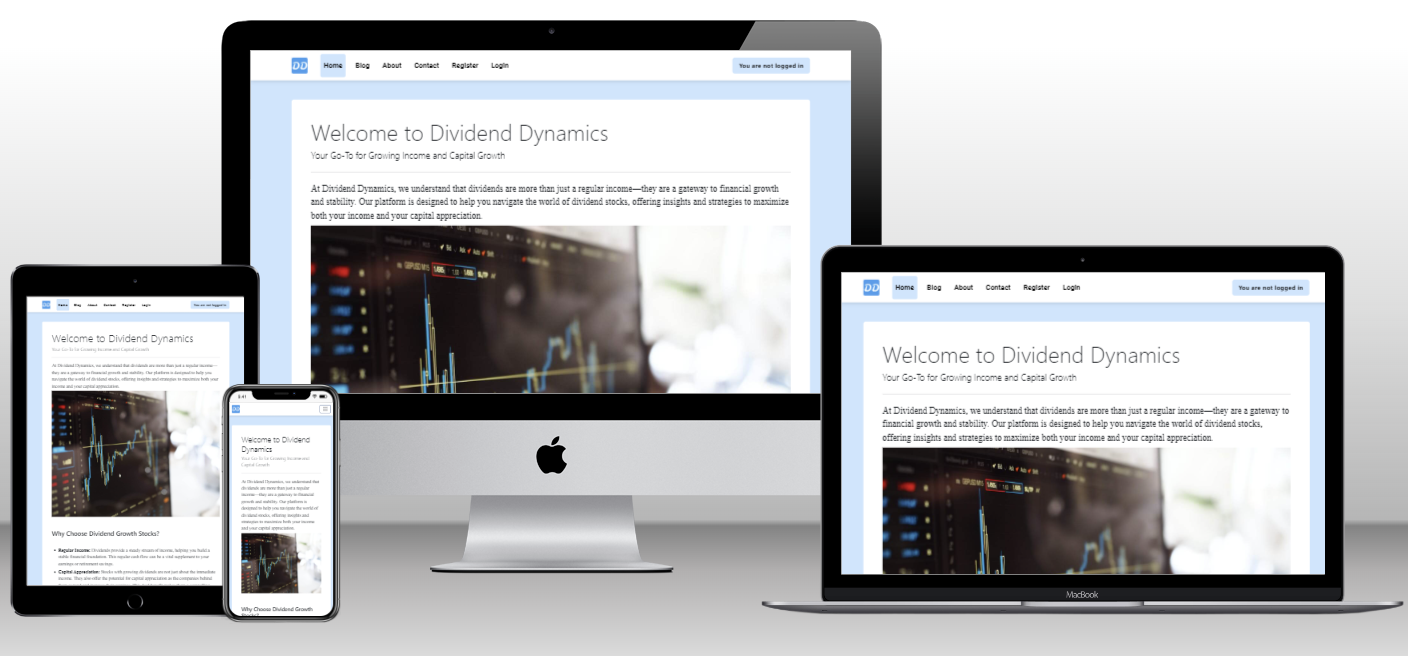 DD Home Blog About Contact Register Login You are not logged in
Welcome to Dividend Dynamics
Your Go-To for Growing Income and Capital Growth
At Dividend Dynamics, we understand that dividends are more than just a regular income—they are a gateway to financial growth
and stability. Our platform is designed to help you navigate the world of dividend stocks, offering insights and strategies to maximize
both your income and your capital appreciation.
DD Home Blog About Contact Register Login You are not logged in
Welcome to Dividend Dynamics
Your Go-To for Growing Income and Capital Growth
At Dividend Dynamics, we understand that dividends are more than just a regular income—
they are a gateway to financial growth and stability. Our platform is designed to help you
navigate the world of dividend stocks, offering insights and strategies to maximize both your
income and your capital appreciation.
Why Choose Dividend Growth Stocks?
• Regular Income: Dividends provide a steady stream of income, helping you build a
stable financial foundation. This regular cash flow can be a vital supplement to your
earnings or retirement savings.
• Capital Appreciation: Stocks with growing dividends are not just about the immediate
income. They also offer the potential for capital appreciation as the companies behind
9:41
DD
Welcome to Dividend
Dynamics
Your Go-To for Growing Income and
Capital Growth
At Dividend Dynamics, we understand that
dividends are more than just a regular
income—they are a gateway to financial
growth and stability. Our platform is
designed to help you navigate the world of
dividend stocks, offering insights and
strategies to maximize both your income
and your capital appreciation.
Why Choose Dividend Growth
Stocks?
DD Home Blog About Contact Register Login You are not logged in
Welcome to Dividend Dynamics
Your Go-To for Growing Income and Capital Growth
At Dividend Dynamics, we understand that dividends are more than just a regular income—they are a gateway to
financial growth and stability. Our platform is designed to help you navigate the world of dividend stocks,
offering insights and strategies to maximize both your income and your capital appreciation.
MacBook